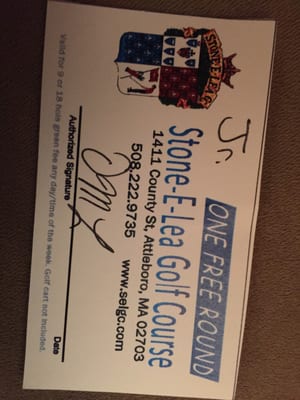 STONE-E-LEA
Jr.
ONE FREE ROUND
Stone-E-Lea Golf Course
1411 County St, Attleboro, MA 02703
508.222.9735 www.selgc.com
Authorized Signature Date
Valid for 9 or 18 hole green fee any day/time of the week. Golf cart not included.